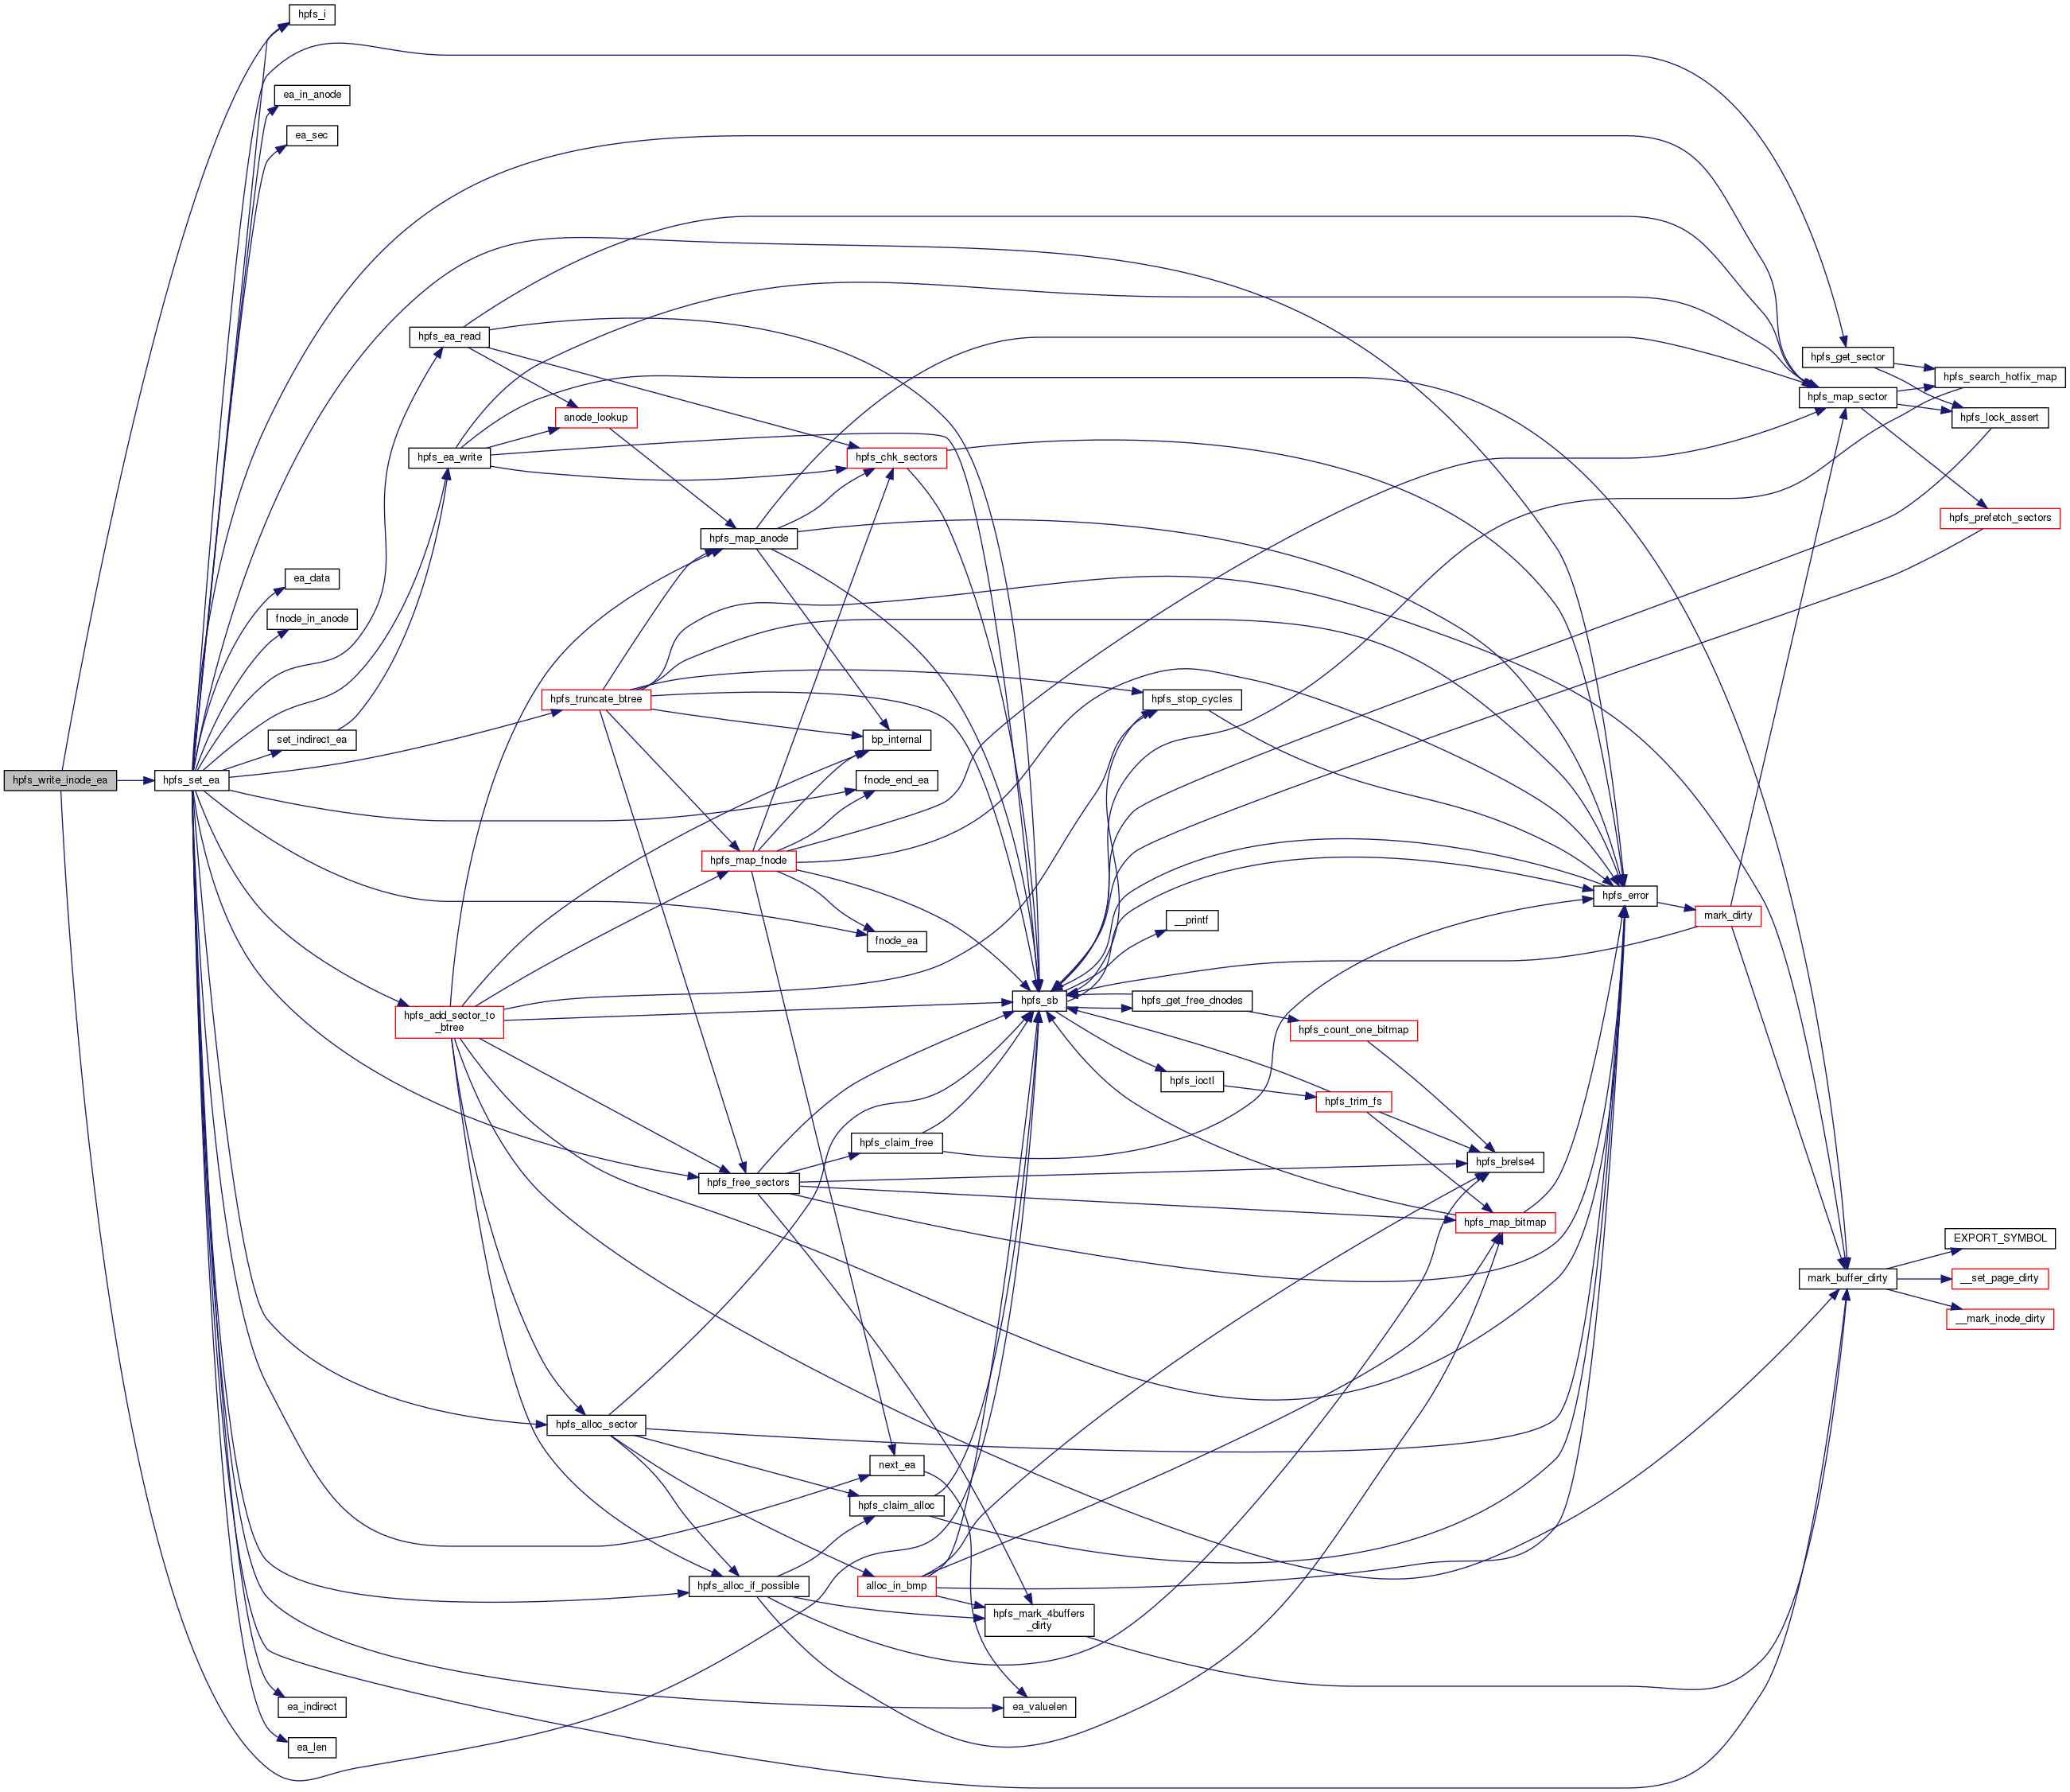 hpfs_i
ea_in_anode
ea_sec
hpfs_ea_read
hpfs_get_sector
hpfs_search_hotfix_map
hpfs_map_sector
hpfs_lock_assert
anode_lookup
hpfs_ea_write
hpfs_chk_sectors
hpfs_prefetch_sectors
hpfs_map_anode
ea_data
fnode_in_anode
hpfs_truncate_btree
hpfs_stop_cycles
set_indirect_ea
bp_internal
hpfs_write_inode_ea
hpfs_set_ea
fnode_end_ea
hpfs_map_fnode
hpfs_error
mark_dirty
__printf
fnode_ea
hpfs_sb
hpfs_get_free_dnodes
hpfs_add_sector_to
_btree
hpfs_count_one_bitmap
hpfs_ioctl
hpfs_trim_fs
hpfs_claim_free
hpfs_brelse4
hpfs_free_sectors
hpfs_map_bitmap
EXPORT_SYMBOL
mark_buffer_dirty
__set_page_dirty
__mark_inode_dirty
hpfs_alloc_sector
next_ea
hpfs_claim_alloc
hpfs_alloc_if_possible
alloc_in_bmp
hpfs_mark_4buffers
_dirty
ea_indirect
ea_valuelen
ea_len